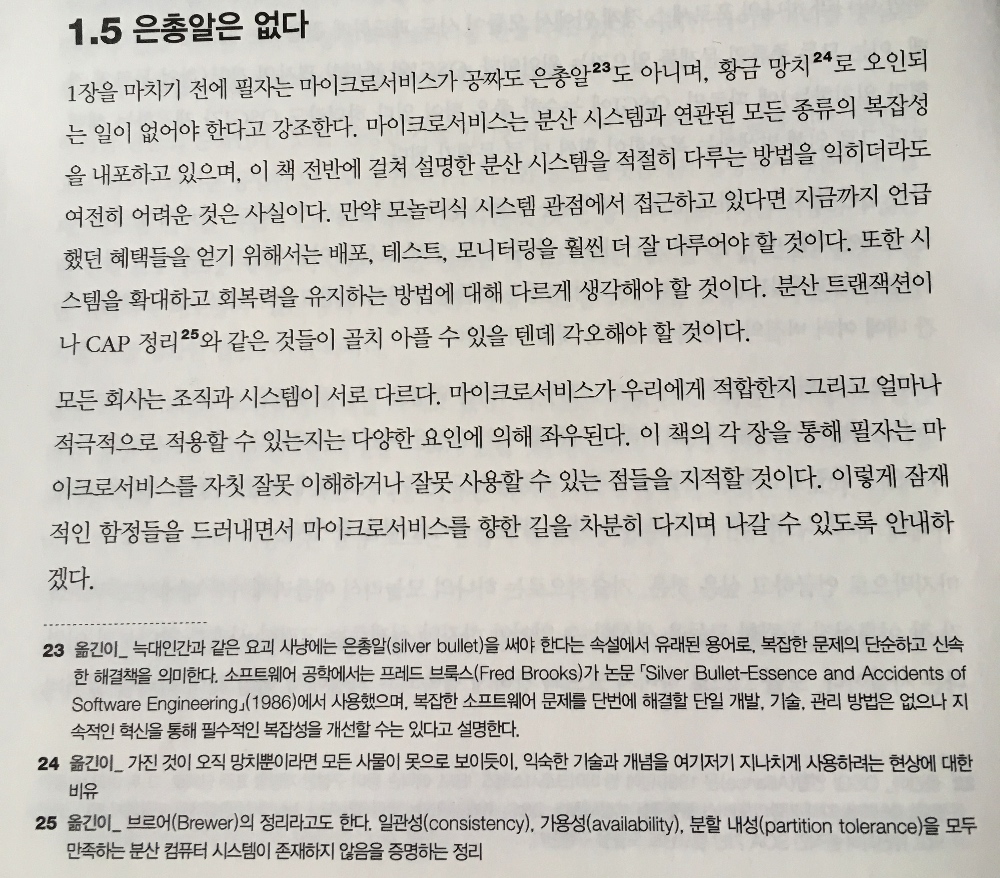 1.5 은총알은 없다
1장을 마치기 전에 필자는 마이크로서비스가 공짜도 은총알23도 아니며, 황금 망치24로 오인되
는 일이 없어야 한다고 강조한다. 마이크로서비스는 분산 시스템과 연관된 모든 종류의 복잡성
을 내포하고 있으며, 이 책 전반에 걸쳐 설명한 분산 시스템을 적절히 다루는 방법을 익히더라도
여전히 어려운 것은 사실이다. 만약 모놀리식 시스템 관점에서 접근하고 있다면 지금까지 언급
했던 혜택들을 얻기 위해서는 배포, 테스트, 모니터링을 훨씬 더 잘 다루어야 할 것이다. 또한 시
스템을 확대하고 회복력을 유지하는 방법에 대해 다르게 생각해야 할 것이다. 분산 트랜잭션이
나 CAP 정리25와 같은 것들이 골치 아플 수 있을 텐데 각오해야 할 것이다.
모든 회사는 조직과 시스템이 서로 다르다. 마이크로서비스가 우리에게 적합한지 그리고 얼마나
적극적으로 적용할 수 있는지는 다양한 요인에 의해 좌우된다. 이 책의 각 장을 통해 필자는 마
이크로서비스를 자칫 잘못 이해하거나 잘못 사용할 수 있는 점들을 지적할 것이다. 이렇게 잠재
적인 함정들을 드러내면서 마이크로서비스를 향한 길을 차분히 다지며 나갈 수 있도록 안내하
겠다.
23 옮긴이_ 늑대인간과 같은 요괴 사냥에는 은총알(silver bullet)을 써야 한다는 속설에서 유래된 용어로, 복잡한 문제의 단순하고 신속
한 해결책을 의미한다. 소프트웨어 공학에서는 프레드 브룩스(Fred Brooks)가 논문 「Silver Bullet-Essence and Accidents of
Software Engineering」(1986)에서 사용했으며, 복잡한 소프트웨어 문제를 단번에 해결할 단일 개발, 기술, 관리 방법은 없으나 지
속적인 혁신을 통해 필수적인 복잡성을 개선할 수는 있다고 설명한다.
24 옮긴이_ 가진 것이 오직 망치뿐이라면 모든 사물이 못으로 보이듯이, 익숙한 기술과 개념을 여기저기 지나치게 사용하려는 현상에 대한
비유
25 옮긴이_ 브르어(Brewer)의 정리라고도 한다. 일관성(consistency), 가용성(availability), 분할 내성(partition tolerance)을 모두
만족하는 분산 컴퓨터 시스템이 존재하지 않음을 증명하는 정리